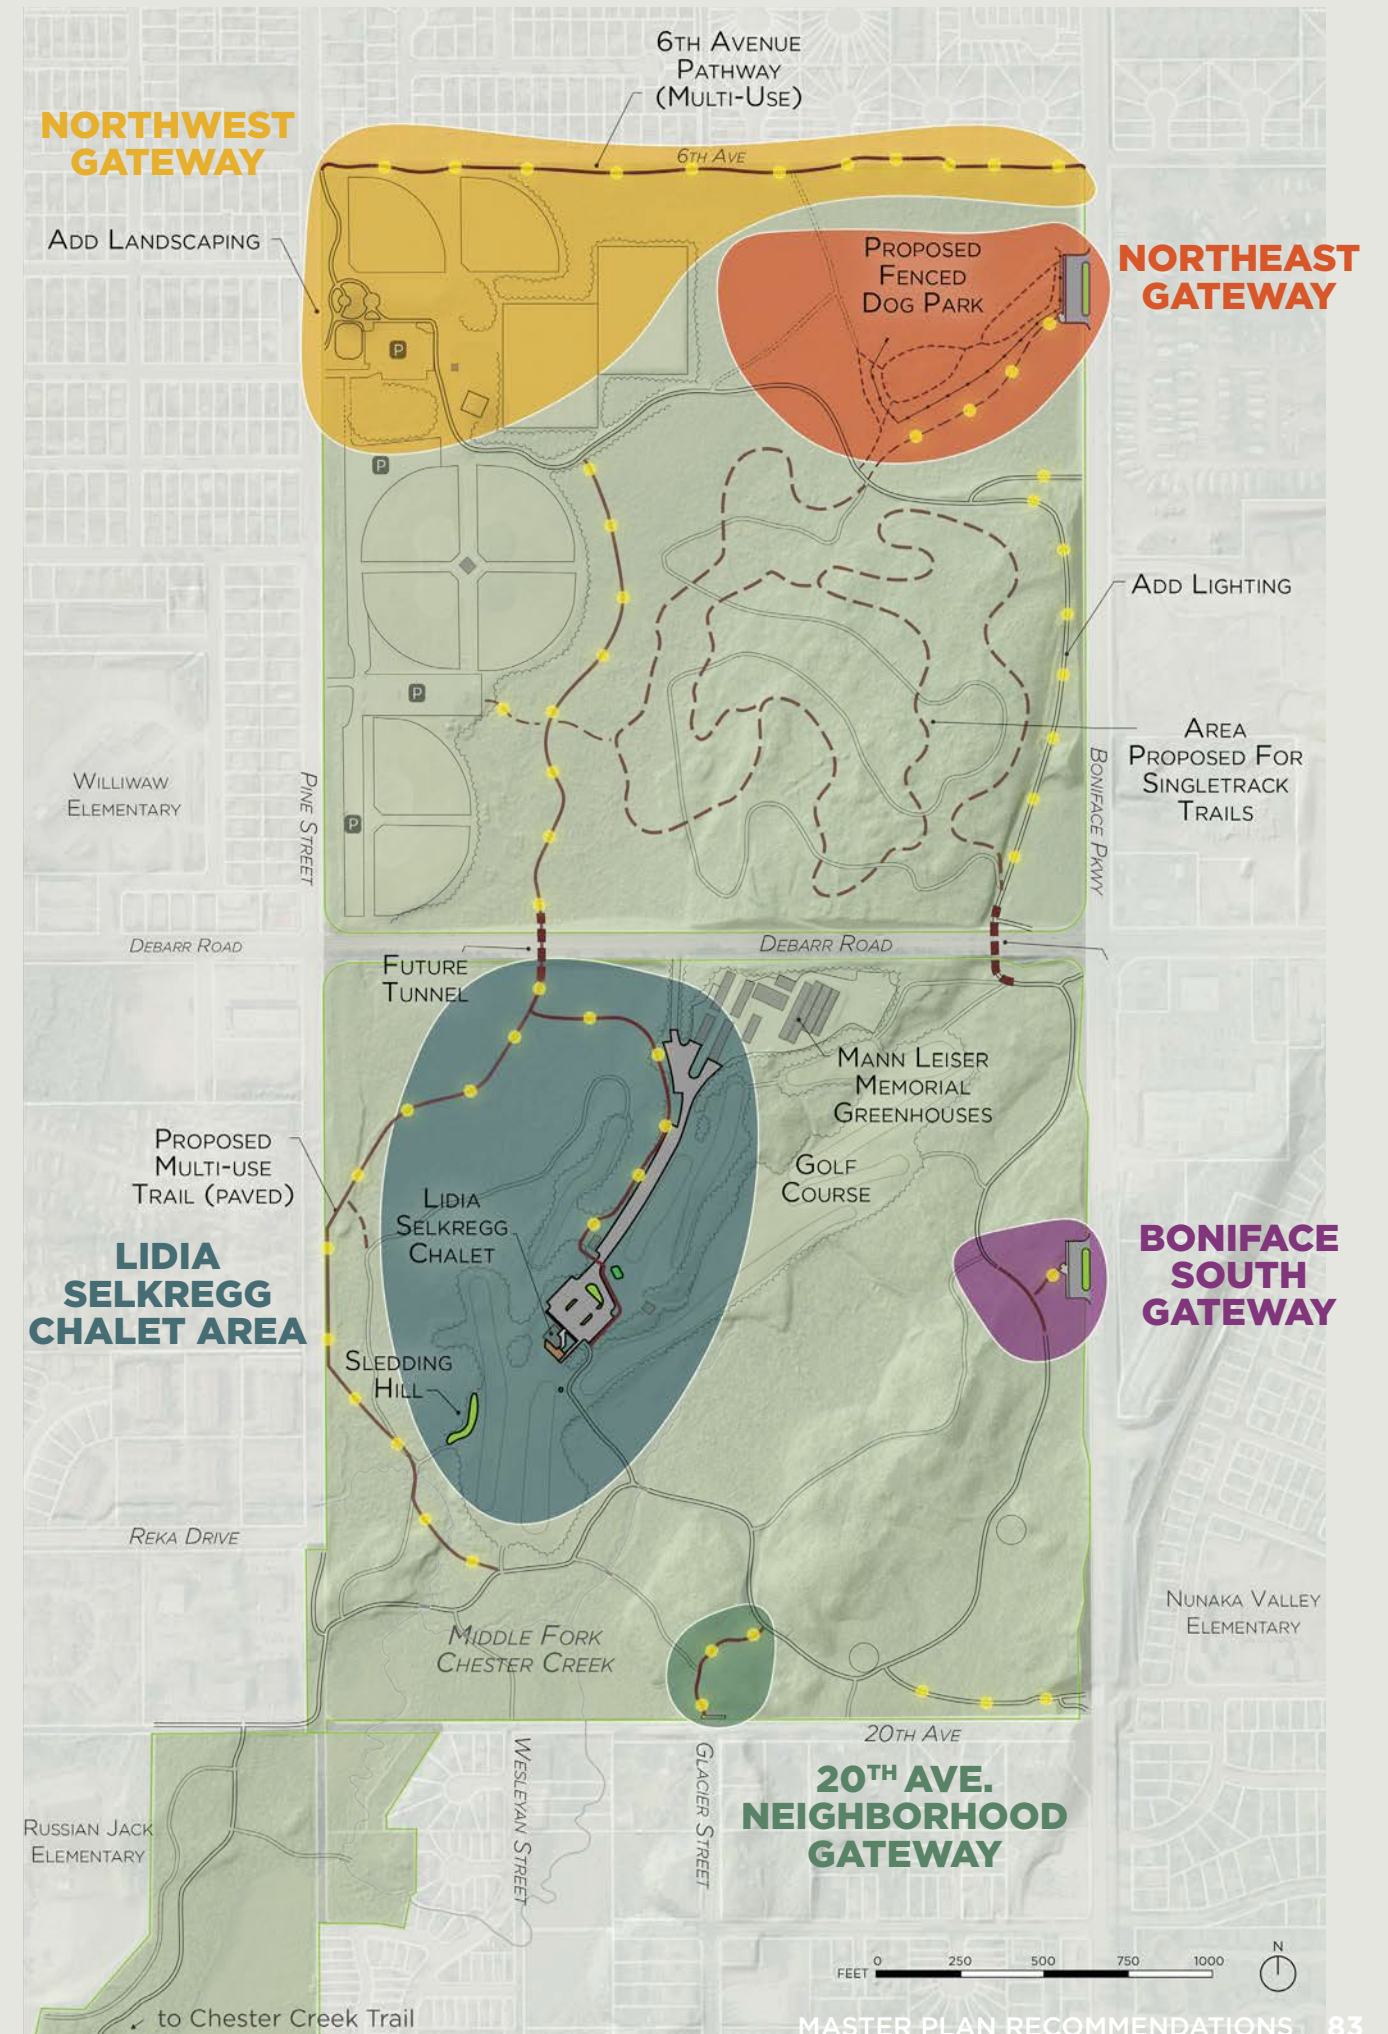 6TH AVENUE
PATHWAY
(MULTI-USE)
NORTHWEST
GATEWAY
6TH AVE
ADD LANDSCAPING
PROPOSED
FENCED
DOG PARK
NORTHEAST
GATEWAY
P
P
ADD LIGHTING
P
AREA
PROPOSED FOR
SINGLETRACK
TRAILS
WILLIWAW
ELEMENTARY
PINE STREET
P
BONIFACE PKWY
DEBARR ROAD
DEBARR ROAD
FUTURE
TUNNEL
MANN LEISER
MEMORIAL
GREENHOUSES
PROPOSED
MULTI-USE
TRAIL (PAVED)
GOLF
COURSE
LIDIA
SELKREGG
CHALET
LIDIA
SELKREGG
CHALET AREA
BONIFACE
SOUTH
GATEWAY
SLEDDING
HILL
REKA DRIVE
NUNAKA VALLEY
ELEMENTARY
MIDDLE FORK
CHESTER CREEK
20TH AVE
WESLEYAN STREET
GLACIER STREET
20TH AVE.
NEIGHBORHOOD
GATEWAY
RUSSIAN JACK
ELEMENTARY
N
FEET 0 250 500 750 1000
to Chester Creek Trail
MASTER PLAN RECOMMENDATIONS 83